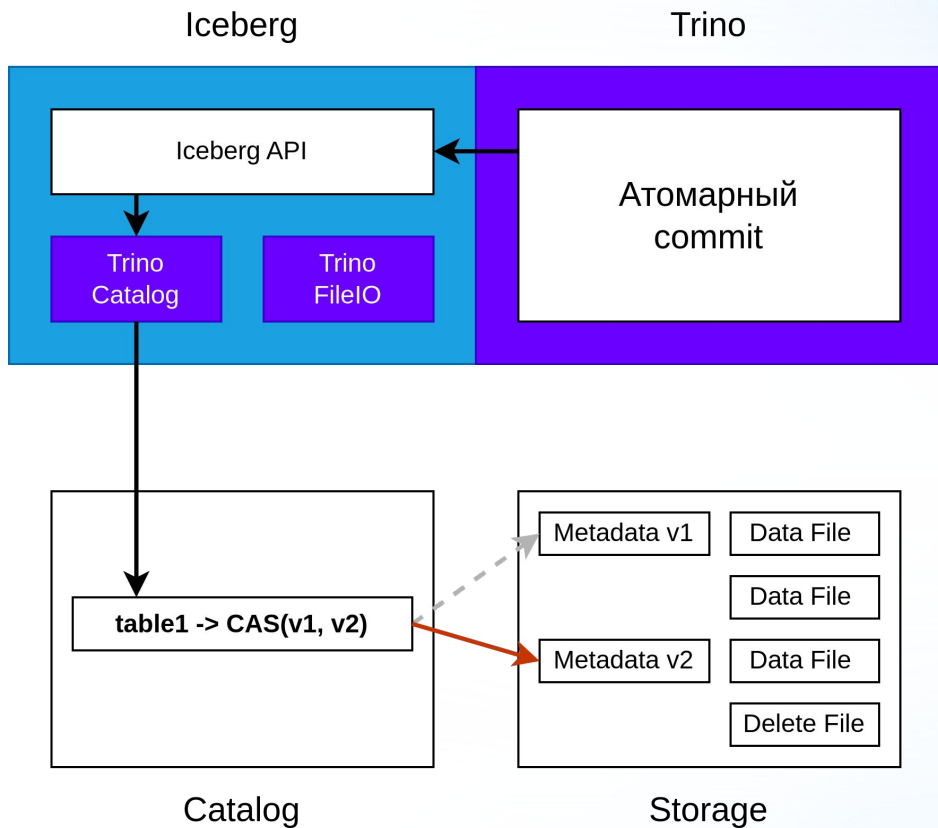 Iceberg
Trino
Iceberg API
Атомарный
commit
Trino
Catalog
Trino
FileIO
table1 -> CAS(v1, v2)
Metadata v1
Data File
Data File
Metadata v2
Data File
Delete File
Catalog
Storage